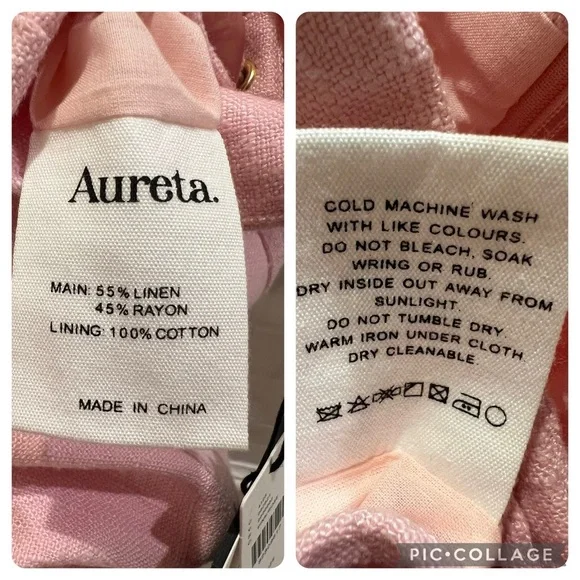 Aureta.
MAIN: 55% LINEN
45% RAYON
LINING: 100% COTTON
MADE IN CHINA
COLD MACHINE WASH
WITH LIKE COLOURS.
DO NOT BLEACH, SOAK
WRING OR RUB.
DRY INSIDE OUT AWAY FROM
SUNLIGHT.
DO NOT TUMBLE DRY.
WARM IRON UNDER CLOTH.
DRY CLEANABLE.
PIC•COLLAGE